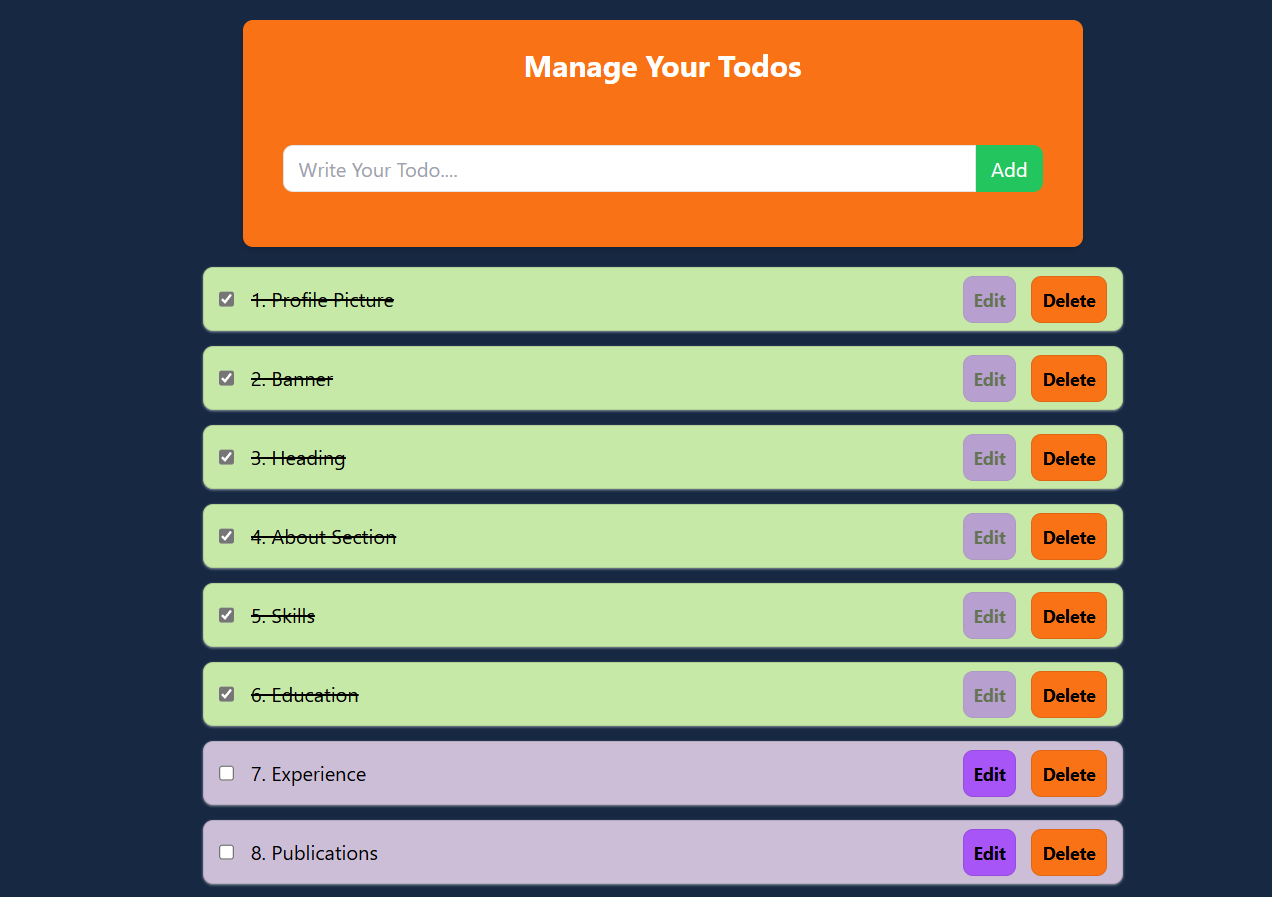 Manage Your Todos
Write Your Todo....
Add
1. Profile Picture Edit Delete
2. Banner Edit Delete
3. Heading Edit Delete
4. About Section Edit Delete
5. Skills Edit Delete
6. Education Edit Delete
7. Experience Edit Delete
8. Publications Edit Delete